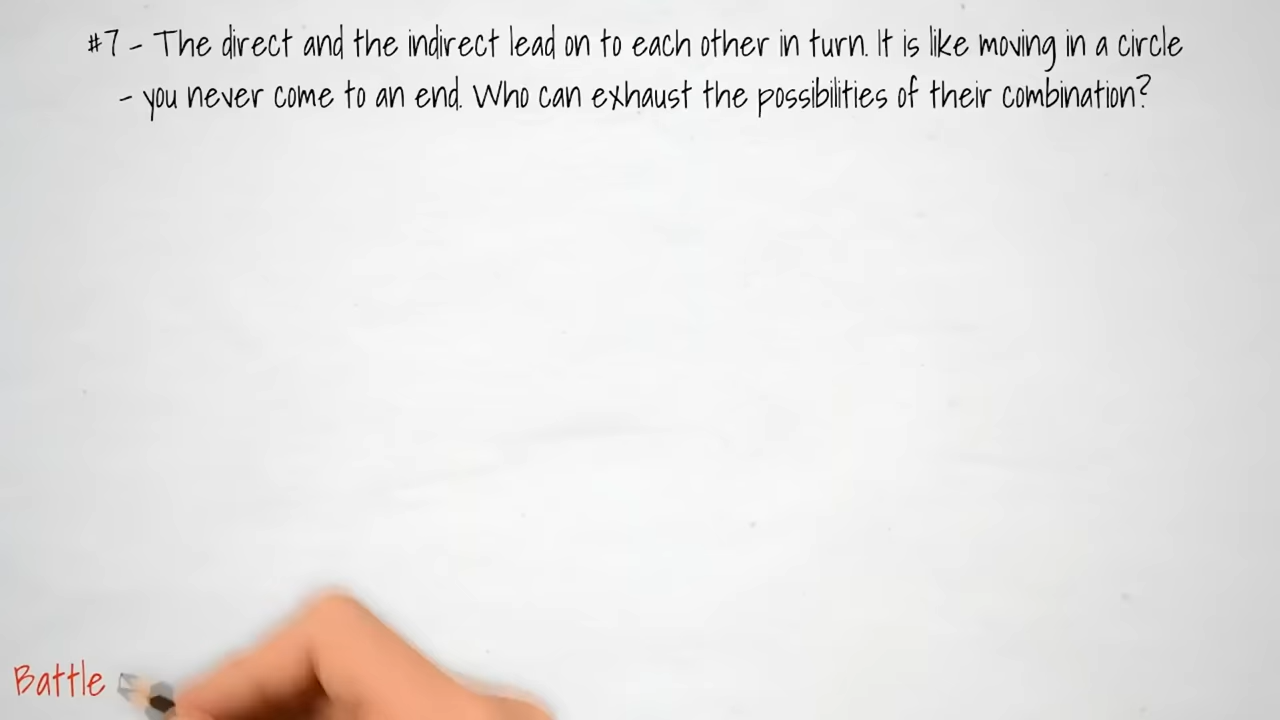 #7 - The direct and the indirect lead on to each other in turn. It is like moving in a circle
- you never come to an end. Who can exhaust the possibilities of their combination?
Battle